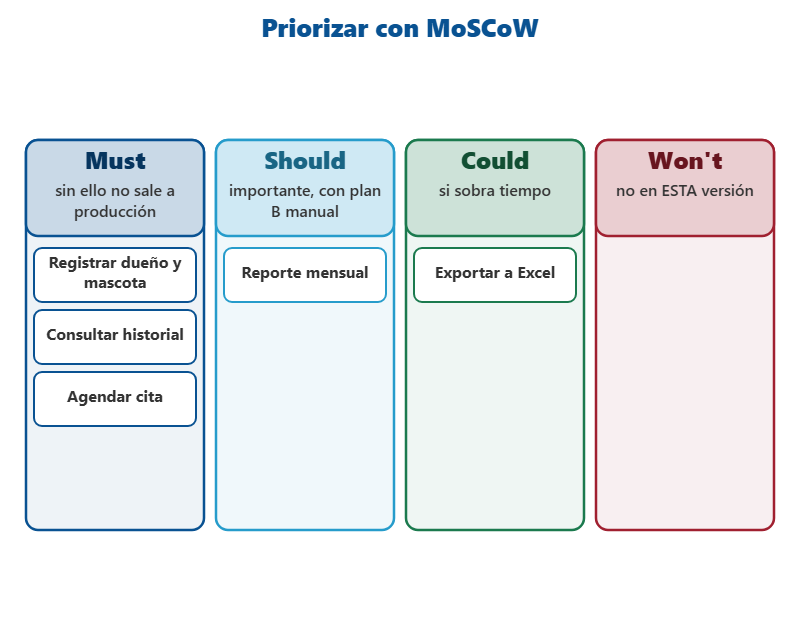 Priorizar con MoSCoW
Must
sin ello no sale a
producción
Registrar dueño y
mascota
Consultar historial
Agendar cita
Should
importante, con plan
B manual
Reporte mensual
Could
si sobra tiempo
Exportar a Excel
Won't
no en ESTA versión